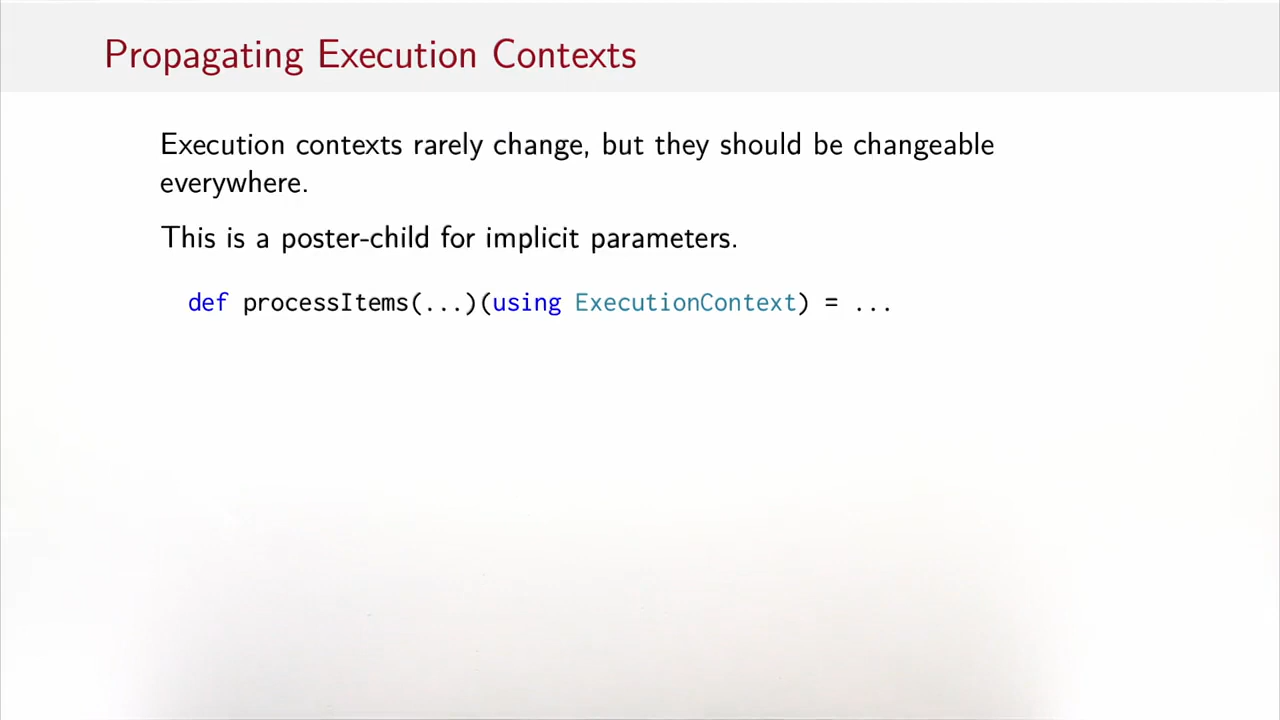 Propagating Execution Contexts
Execution contexts rarely change, but they should be changeable
everywhere.
This is a poster-child for implicit parameters.
def processItems(...)(using ExecutionContext) = ...